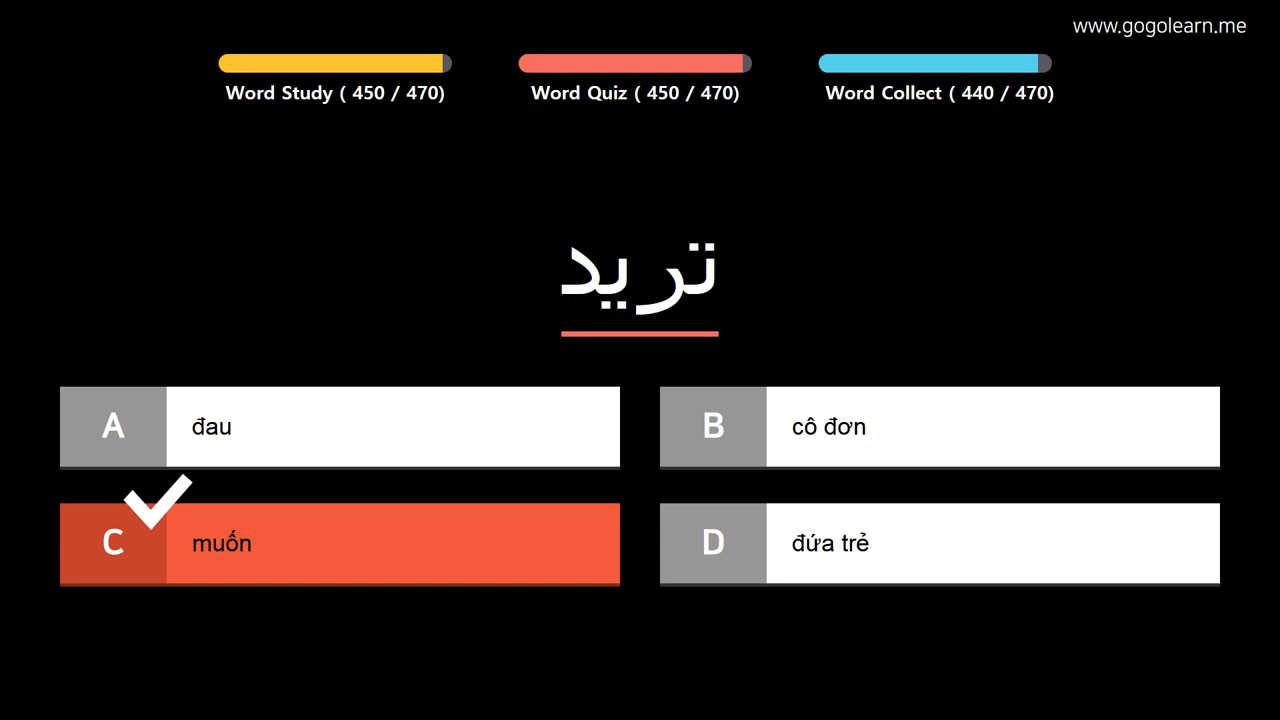 www.gogolearn.me
Word Study ( 450 / 470)
Word Quiz ( 450 / 470)
Word Collect ( 440 / 470)
تريد
A đau
B cô đơn
C muốn
D đứa trẻ